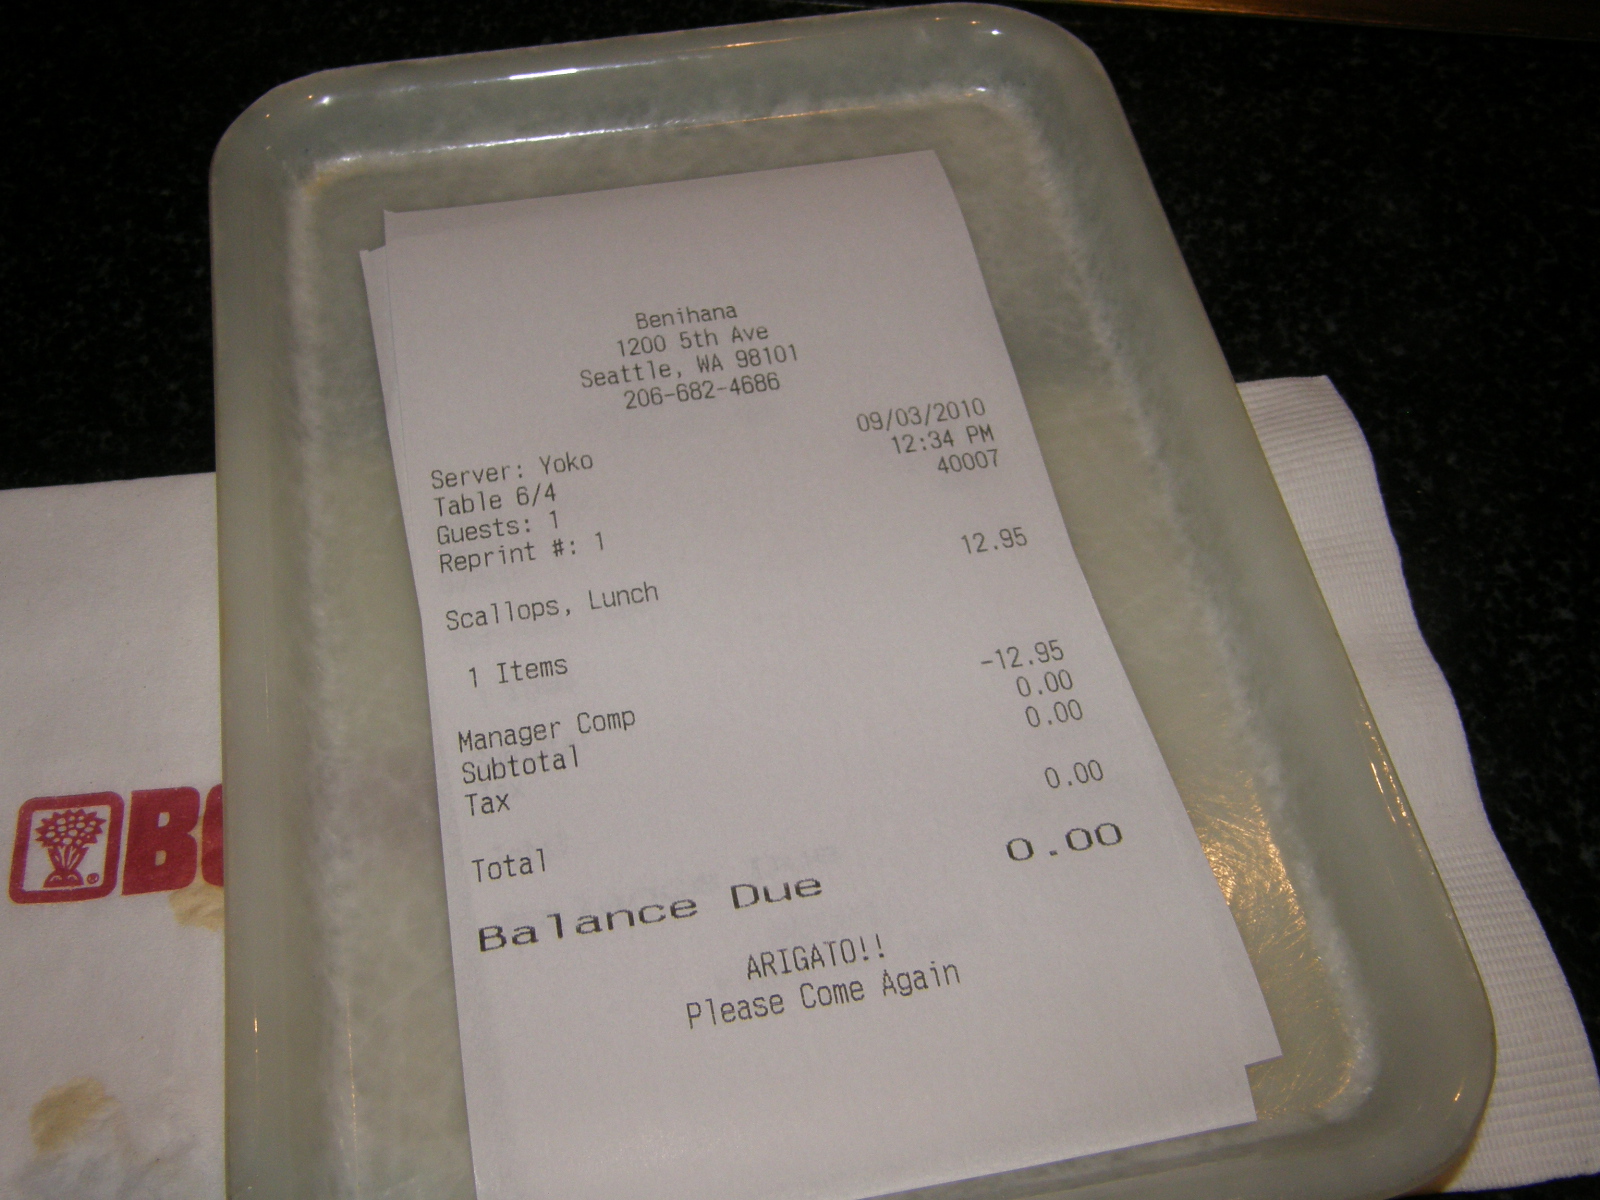 Benihana
1200 5th Ave
Seattle, WA 98101
206-682-4686
09/03/2010
Server: Yoko 12:34 PM
Table 6/4 40007
Guests: 1
Reprint #: 1
Scallops, Lunch 12.95
1 Items
Manager Comp -12.95
Subtotal 0.00
Tax 0.00
Total 0.00
Balance Due 0.00
ARIGATO!!
Please Come Again